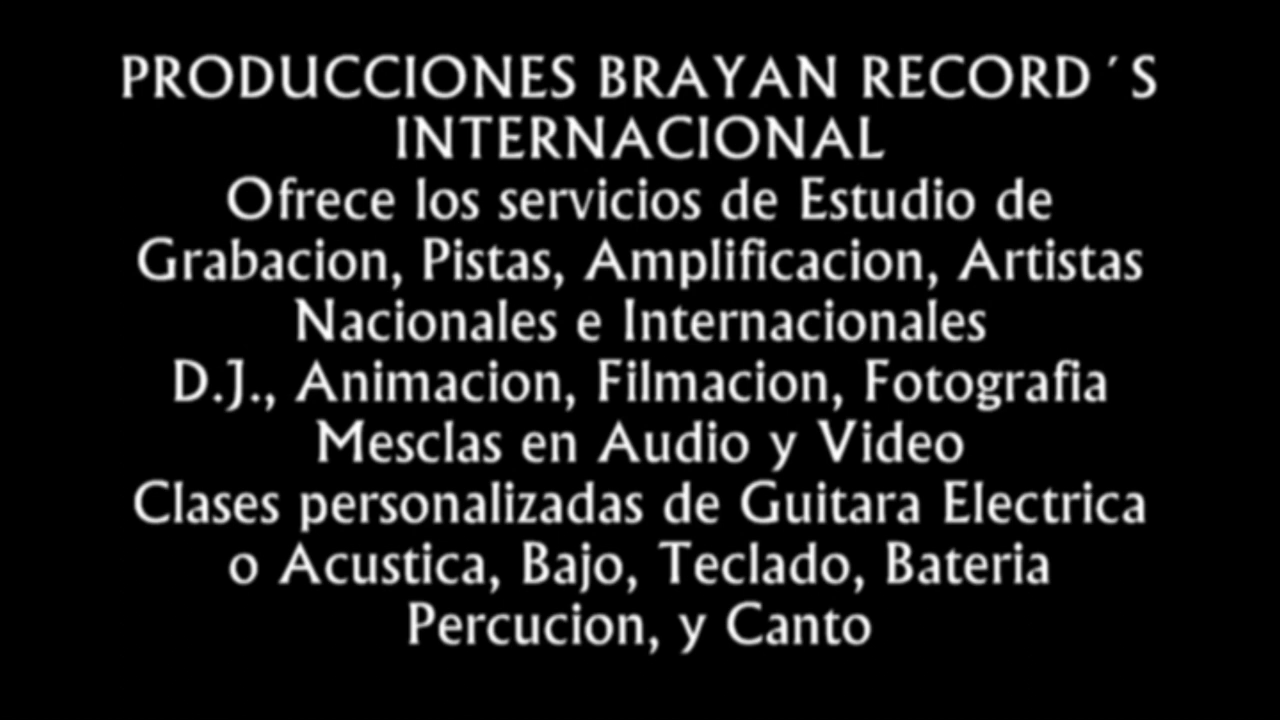 PRODUCCIONES BRAYAN RECORD´S
INTERNACIONAL
Ofrece los servicios de Estudio de
Grabacion, Pistas, Amplificacion, Artistas
Nacionales e Internacionales
D.J., Animacion, Filmacion, Fotografia
Mesclas en Audio y Video
Clases personalizadas de Guitara Electrica
o Acustica, Bajo, Teclado, Bateria
Percucion, y Canto